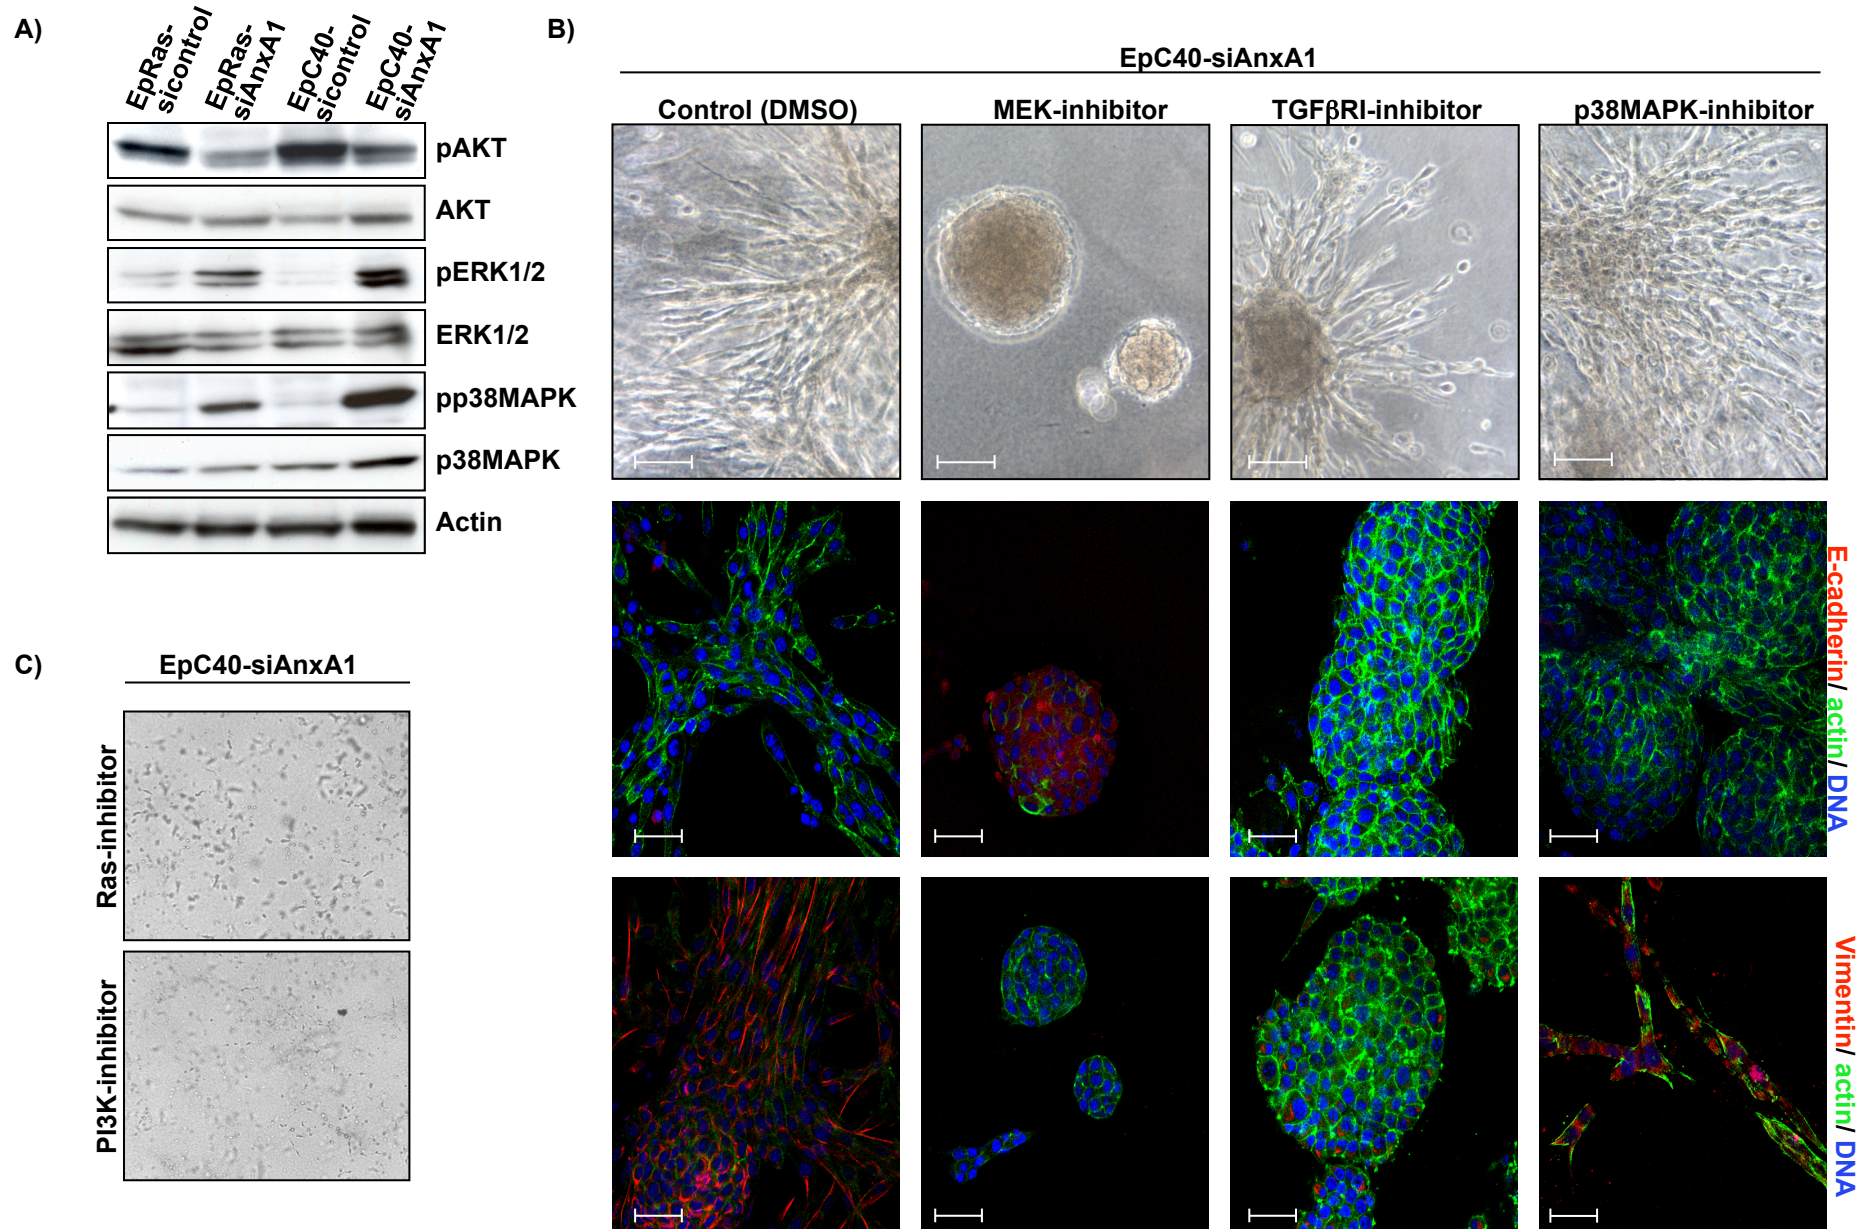 A)
EpRas-
sicontrol
EpRas-
siAnxA1
EpC40-
sicontrol
EpC40-
siAnxA1
pAKT
AKT
pERK1/2
ERK1/2
pp38MAPK
p38MAPK
Actin
B)
EpC40-siAnxA1
Control (DMSO)
MEK-inhibitor
TGFβRI-inhibitor
p38MAPK-inhibitor
E-cadherin/ actin/ DNA
Vimentin/ actin/ DNA
C)
EpC40-siAnxA1
Ras-inhibitor
PI3K-inhibitor